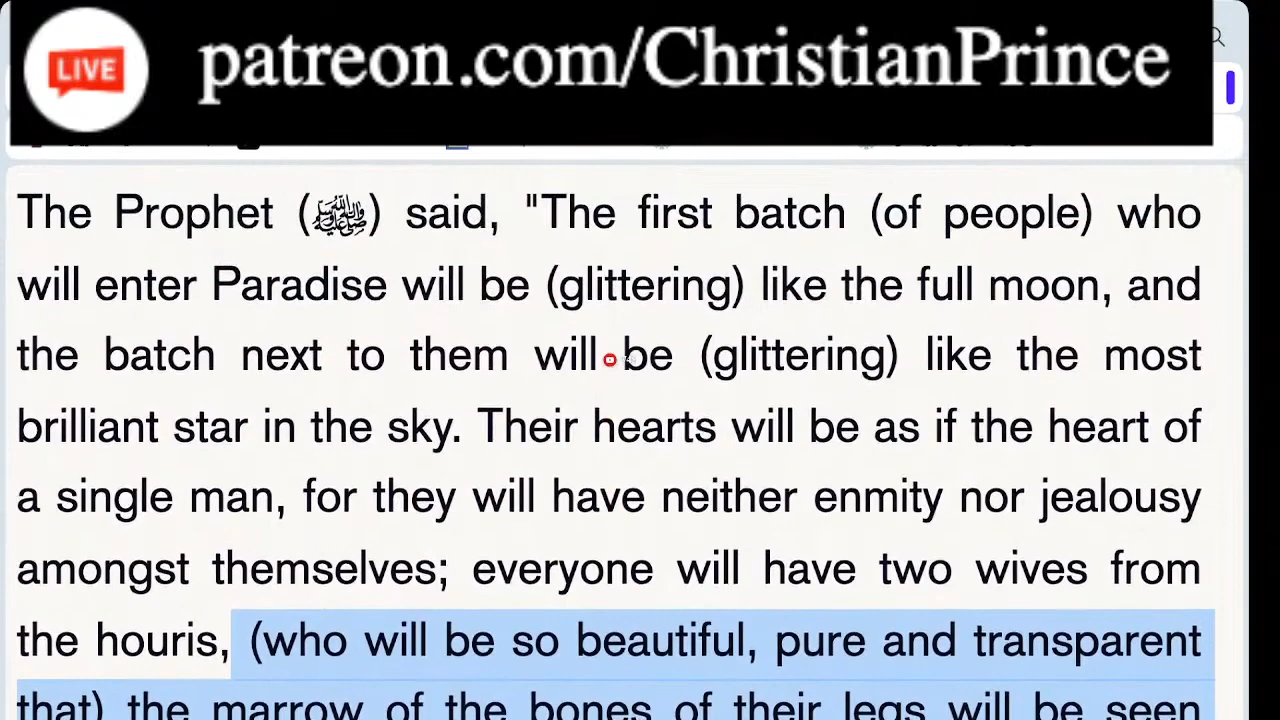 LIVE
patreon.com/ChristianPrince
The Prophet (ﷺ) said, "The first batch (of people) who
will enter Paradise will be (glittering) like the full moon, and
the batch next to them will be (glittering) like the most
brilliant star in the sky. Their hearts will be as if the heart of
a single man, for they will have neither enmity nor jealousy
amongst themselves; everyone will have two wives from
the houris, (who will be so beautiful, pure and transparent
that) the marrow of the bones of their legs will be seen